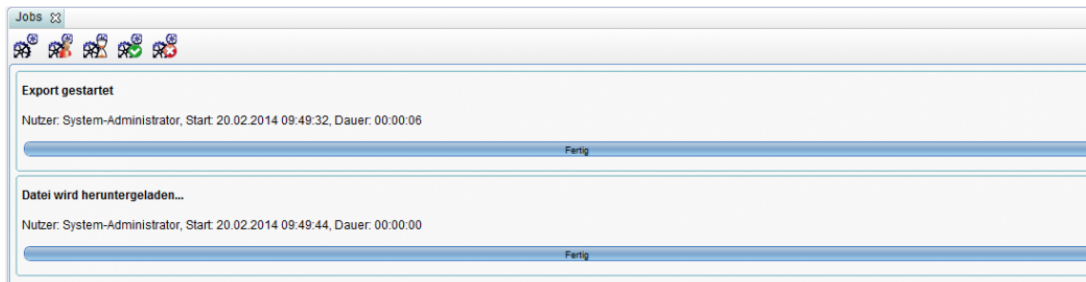 Jobs
Export gestartet
Nutzer: System-Administrator, Start: 20.02.2014 09:49:32, Dauer: 00:00:06
Fertig
Datei wird heruntergeladen...
Nutzer: System-Administrator, Start: 20.02.2014 09:49:44, Dauer: 00:00:00
Fertig